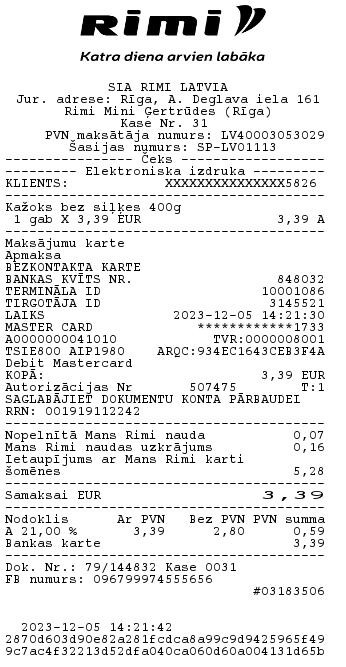 Rimi
Katra diena arvien labāka
SIA RIMI LATVIA
Jur. adrese: Rīga, A. Deglava iela 161
Rimi Mini Ģertrūdes (Rīga)
Kase Nr. 31
PVN maksātāja numurs: LV40003053029
Šasijas numurs: SP-LV01113
---------------- Čeks ------------------
---------- Elektroniska izdruka ----------
KLIENTS: XXXXXXXXXXXXXXX5826
Kažoks bez siļķes 400g
1 gab X 3,39 EUR 3,39 A
Maksājumu karte
Apmaksa
BEZKONTAKTA KARTE
BANKAS KVĪTS NR. 848032
TERMINĀLA ID 10001086
TIRGOTĀJA ID 3145521
LAIKS 2023-12-05 14:21:30
MASTER CARD ************1733
A0000000041010 TVR:0000008001
TSIE800 AIP1980 ARQC:934EC1643CEB3F4A
Debit Mastercard
KOPĀ: 3,39 EUR
Autorizācijas Nr 507475 T:1
SAGLABĀJIET DOKUMENTU KONTA PĀRBAUDEI
RRN: 001919112242
Nopelnītā Mans Rimi nauda 0,07
Mans Rimi naudas uzkrājums 0,16
Ietaupījums ar Mans Rimi karti
šomēnes 5,28
Samaksai EUR 3,39
Nodoklis Ar PVN Bez PVN PVN summa
A 21,00 % 3,39 2,80 0,59
Bankas karte 3,39
Dok. Nr.: 79/144832 Kase 0031
FB numurs: 096799974555656
#03183506
2023-12-05 14:21:42
2870d603d90e82a281fcdca8a99c9d9425965f49
9c7ac4f32213d52dfa040ca060d60a004131d65b